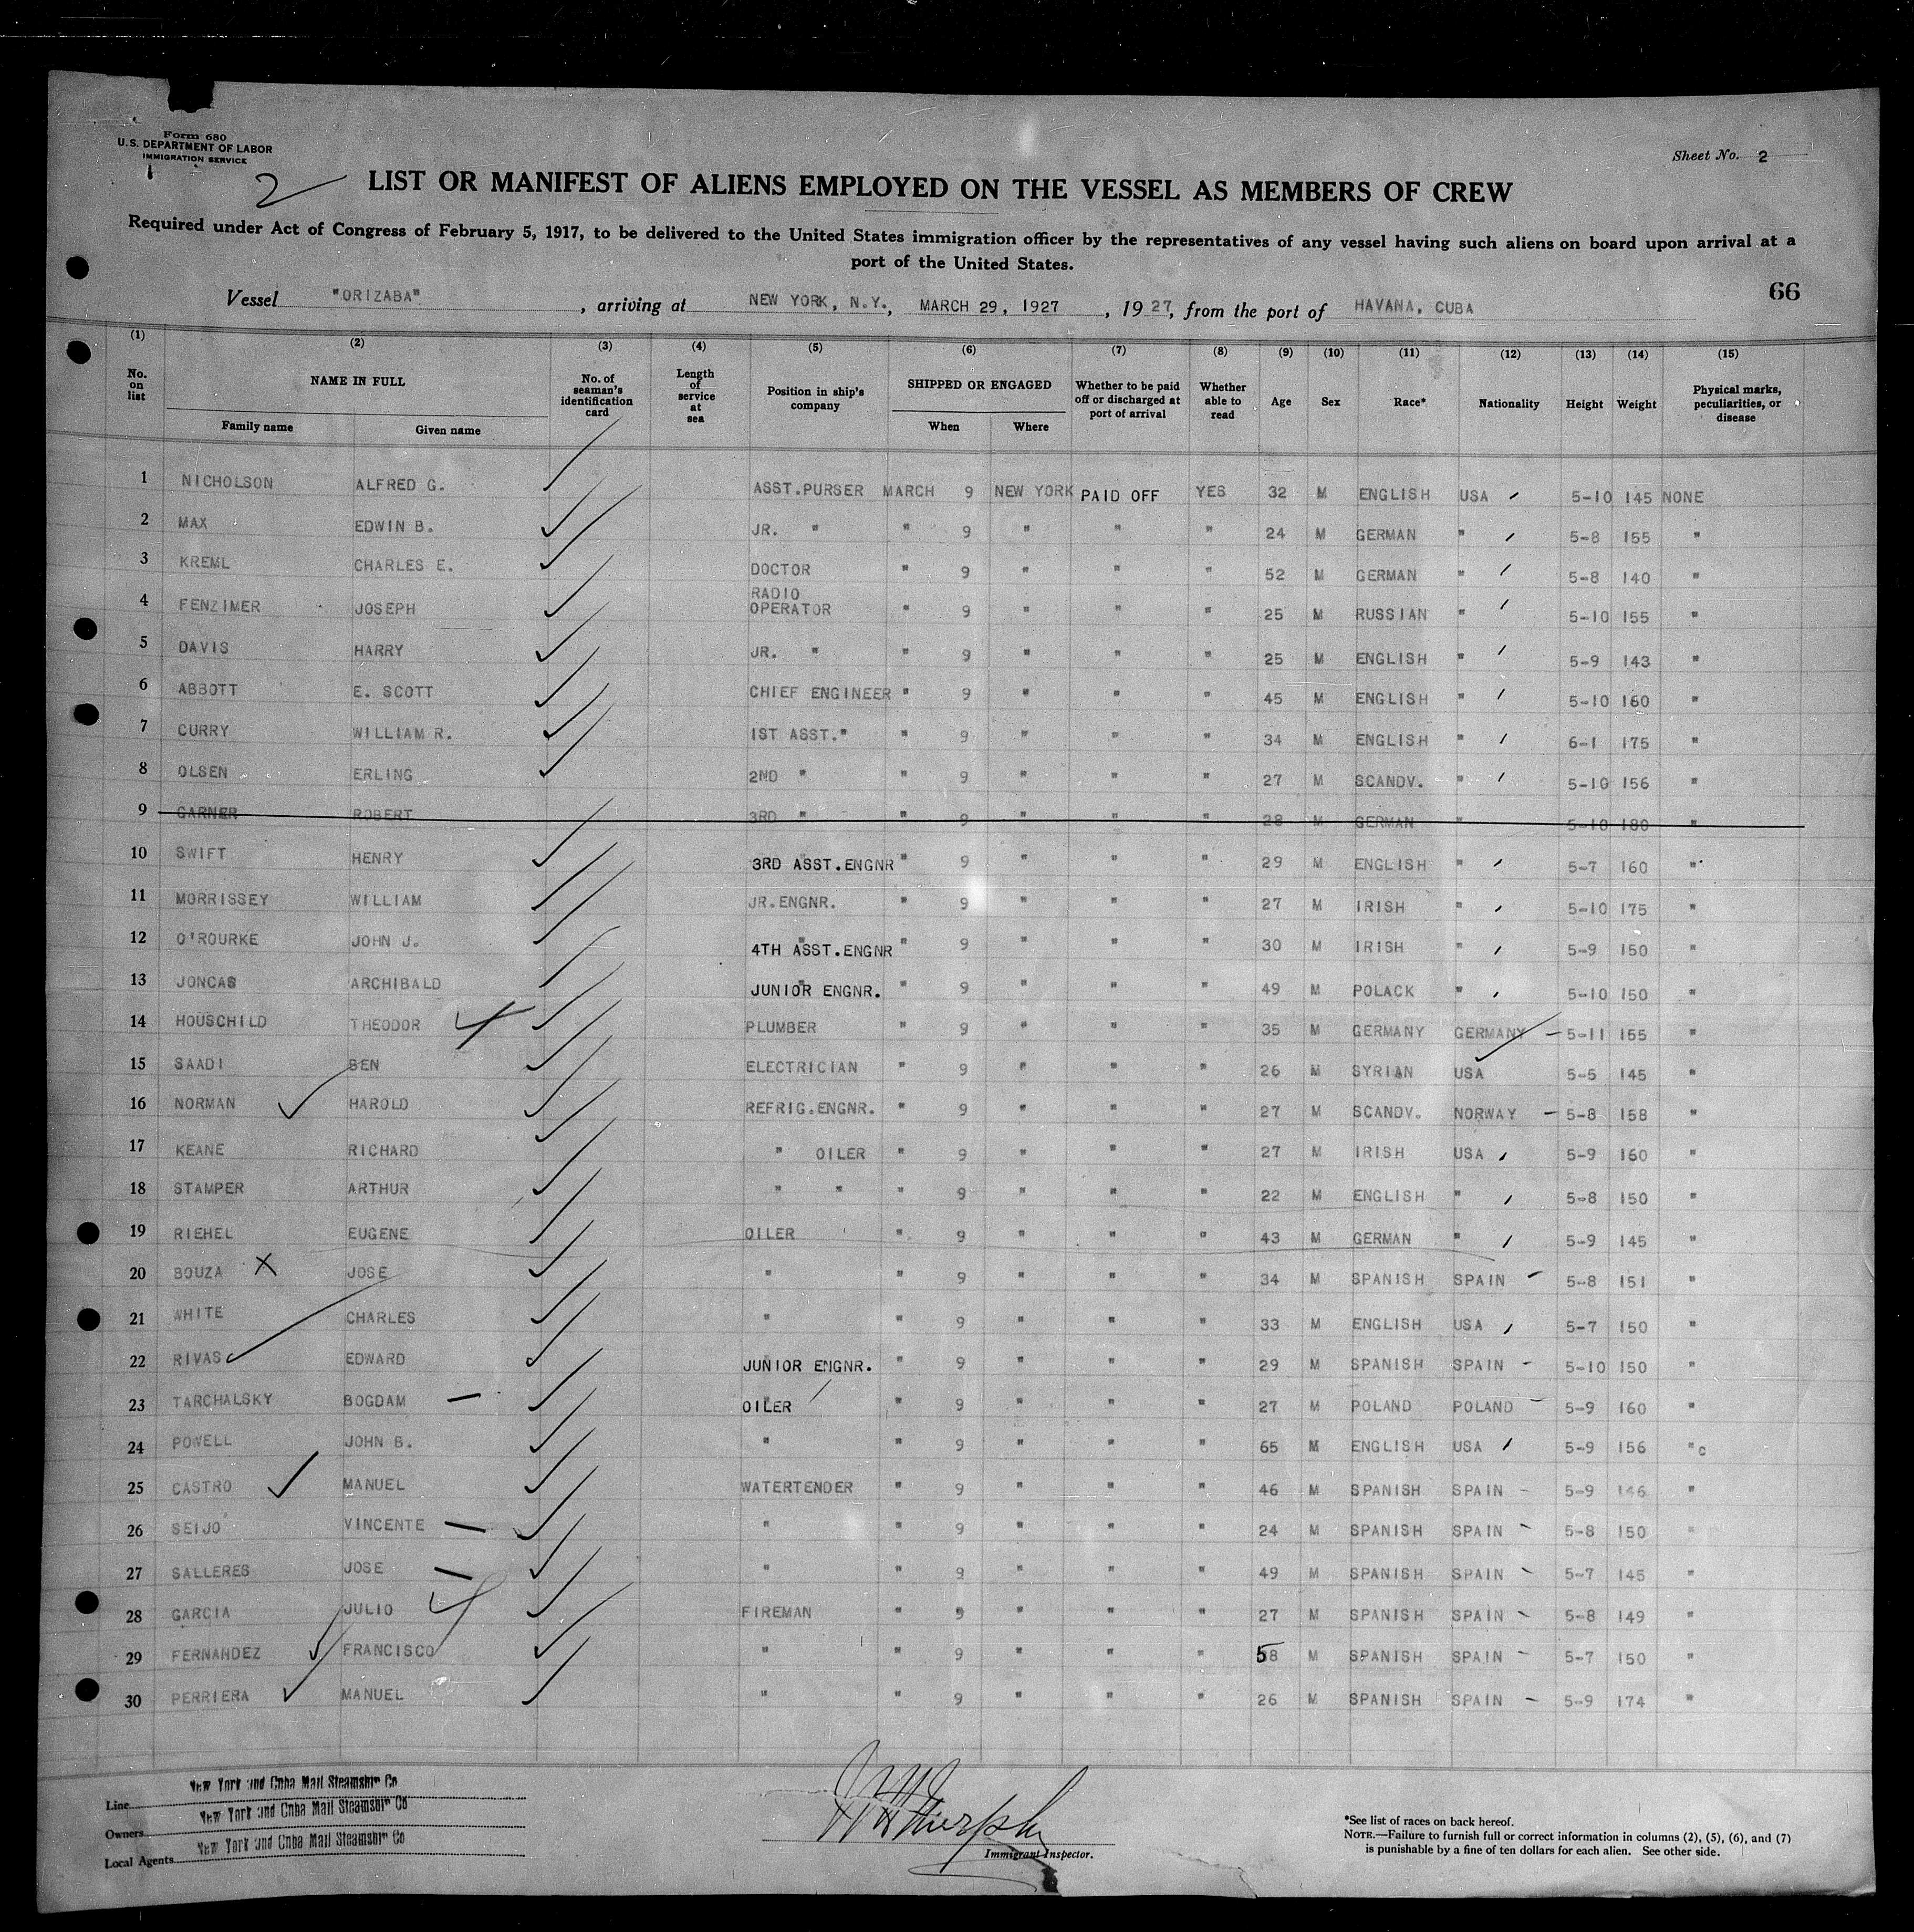 Form 680
U.S. DEPARTMENT OF LABOR
IMMIGRATION SERVICE
Sheet No. 2
2
LIST OR MANIFEST OF ALIENS EMPLOYED ON THE VESSEL AS MEMBERS OF CREW
Required under Act of Congress of February 5, 1917, to be delivered to the United States immigration officer by the representatives of any vessel having such aliens on board upon arrival at a
port of the United States.
66
Vessel "ORIZABA", arriving at NEW YORK, N.Y., MARCH 29, 1927, 1927, from the port of HAVANA, CUBA
(1) (2) (3) (4) (5) (6) (7) (8) (9) (10) (11) (12) (13) (14) (15)
No. on list NAME IN FULL Family name Given name No. of seaman's identification card Length of service at sea Position in ship's company SHIPPED OR ENGAGED When Where Whether to be paid off or discharged at port of arrival Whether able to read Age Sex Race* Nationality Height Weight Physical marks, peculiarities, or disease
1 NICHOLSON ALFRED G. ASST.PURSER MARCH 9 NEW YORK PAID OFF YES 32 M ENGLISH USA 5-10 145 NONE
2 MAX EDWIN B. JR. " " 9 " " " 24 M GERMAN " 5-8 155 "
3 KREML CHARLES E. DOCTOR " 9 " " " 52 M GERMAN " 5-8 140 "
4 FENZIMER JOSEPH RADIO OPERATOR " 9 " " " 25 M RUSSIAN " 5-10 155 "
5 DAVIS HARRY JR. " " 9 " " " 25 M ENGLISH " 5-9 143 "
6 ABBOTT E. SCOTT CHIEF ENGINEER " 9 " " " 45 M ENGLISH " 5-10 160 "
7 CURRY WILLIAM R. 1ST ASST." " 9 " " " 34 M ENGLISH " 6-1 175 "
8 OLSEN ERLING 2ND " " 9 " " " 27 M SCANDV. " 5-10 156 "
9 GARNER ROBERT 3RD " " 9 " " " 28 M GERMAN " 5-10 180 "
10 SWIFT HENRY 3RD ASST.ENGNR " 9 " " " 29 M ENGLISH " 5-7 160 "
11 MORRISSEY WILLIAM JR.ENGNR. " 9 " " " 27 M IRISH " 5-10 175 "
12 O'ROURKE JOHN J. 4TH ASST.ENGNR " 9 " " " 30 M IRISH " 5-9 150 "
13 JONCAS ARCHIBALD JUNIOR ENGNR. " 9 " " " 49 M POLACK " 5-10 150 "
14 HOUSCHILD THEODOR PLUMBER " 9 " " " 35 M GERMANY GERMANY 5-11 155 "
15 SAADI BEN ELECTRICIAN " 9 " " " 26 M SYRIAN USA 5-5 145 "
16 NORMAN HAROLD REFRIG.ENGNR. " 9 " " " 27 M SCANDV. NORWAY 5-8 158 "
17 KEANE RICHARD " OILER " 9 " " " 27 M IRISH USA 5-9 160 "
18 STAMPER ARTHUR " " " 9 " " " 22 M ENGLISH " 5-8 150 "
19 RIEHEL EUGENE OILER " 9 " " " 43 M GERMAN " 5-9 145 "
20 BOUZA X JOSE " " 9 " " " 34 M SPANISH SPAIN 5-8 151 "
21 WHITE CHARLES " " 9 " " " 33 M ENGLISH USA 5-7 150 "
22 RIVAS EDWARD JUNIOR ENGNR. " 9 " " " 29 M SPANISH SPAIN 5-10 150 "
23 TARCHALSKY BOGDAM OILER " 9 " " " 27 M POLAND POLAND 5-9 160 "
24 POWELL JOHN B. " " 9 " " " 65 M ENGLISH USA 5-9 156 "c
25 CASTRO MANUEL WATERTENDER " 9 " " " 46 M SPANISH SPAIN 5-9 146 "
26 SEIJO VINCENTE " " 9 " " " 24 M SPANISH SPAIN 5-8 150 "
27 SALLERES JOSE " " 9 " " " 49 M SPANISH SPAIN 5-7 145 "
28 GARCIA JULIO FIREMAN " 9 " " " 27 M SPANISH SPAIN 5-8 149 "
29 FERNANDEZ FRANCISCO " " 9 " " " 58 M SPANISH SPAIN 5-7 150 "
30 PERRIERA MANUEL " " 9 " " " 26 M SPANISH SPAIN 5-9 174 "
Line New York and Cuba Mail Steamship Co
Owners New York and Cuba Mail Steamship Co
Local Agents New York and Cuba Mail Steamship Co
Immigrant Inspector.
*See list of races on back hereof.
NOTE.—Failure to furnish full or correct information in columns (2), (5), (6), and (7)
is punishable by a fine of ten dollars for each alien. See other side.